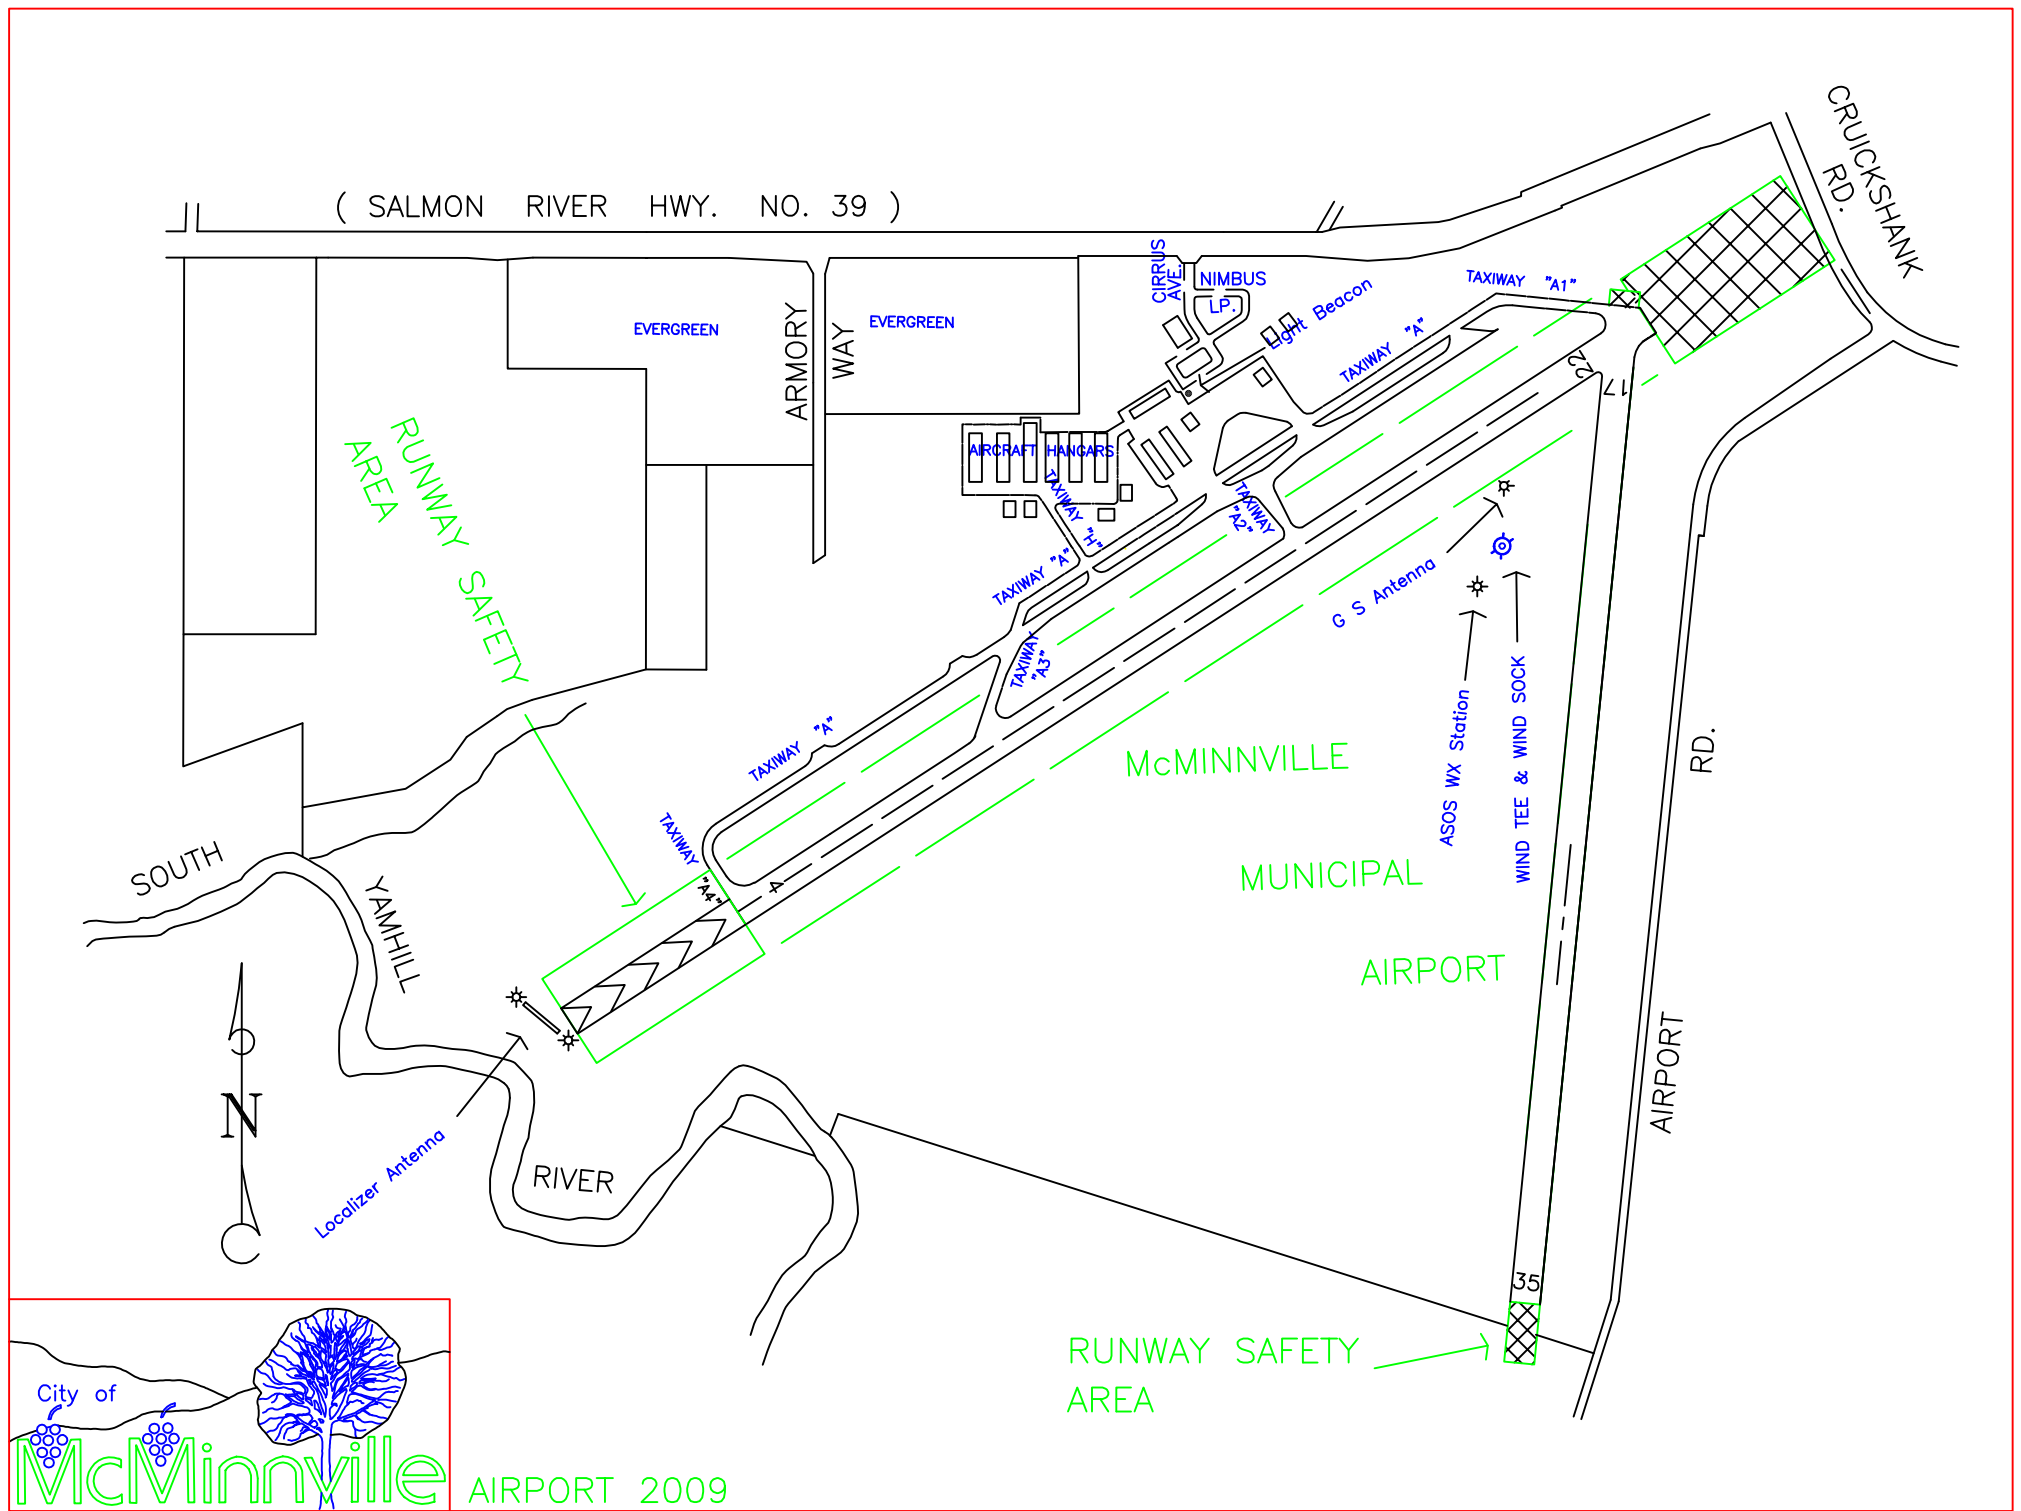 ( SALMON RIVER HWY. NO. 39 )
CRUICKSHANK
RD.
CIRRUS
AVE.
NIMBUS
LP.
Light Beacon
TAXIWAY "A1"
TAXIWAY "A"
EVERGREEN
EVERGREEN
ARMORY
WAY
22
17
RUNWAY SAFETY
AREA
AIRCRAFT HANGARS
TAXIWAY "H"
TAXIWAY
"A2"
TAXIWAY "A"
G S Antenna
TAXIWAY
"A3"
ASOS WX Station
WIND TEE & WIND SOCK
TAXIWAY "A"
McMINNVILLE
MUNICIPAL
AIRPORT
AIRPORT RD.
TAXIWAY
"A4"
4
SOUTH
YAMHILL
RIVER
N
Localizer Antenna
35
RUNWAY SAFETY
AREA
City of
McMinnville
AIRPORT 2009